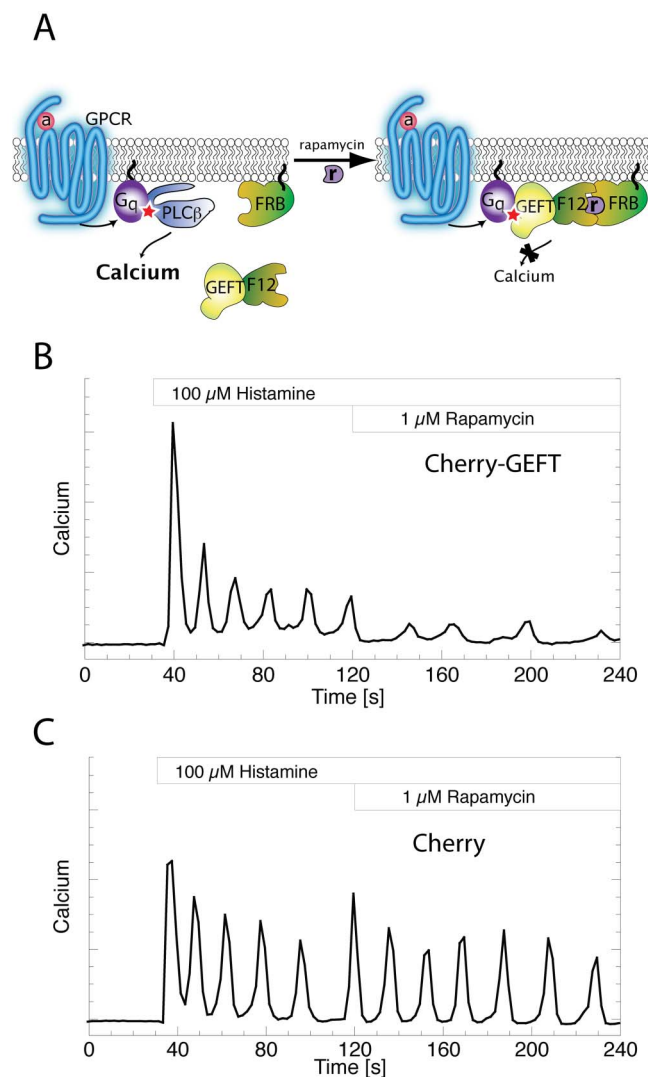 A
a
GPCR
Gq
PLCβ
FRB
Calcium
GEFT F12
rapamycin
r
a
Gq
GEFT F12 r FRB
Calcium
B
100 µM Histamine
1 µM Rapamycin
Cherry-GEFT
Calcium
0 40 80 120 160 200 240
Time [s]
C
100 µM Histamine
1 µM Rapamycin
Cherry
Calcium
0 40 80 120 160 200 240
Time [s]